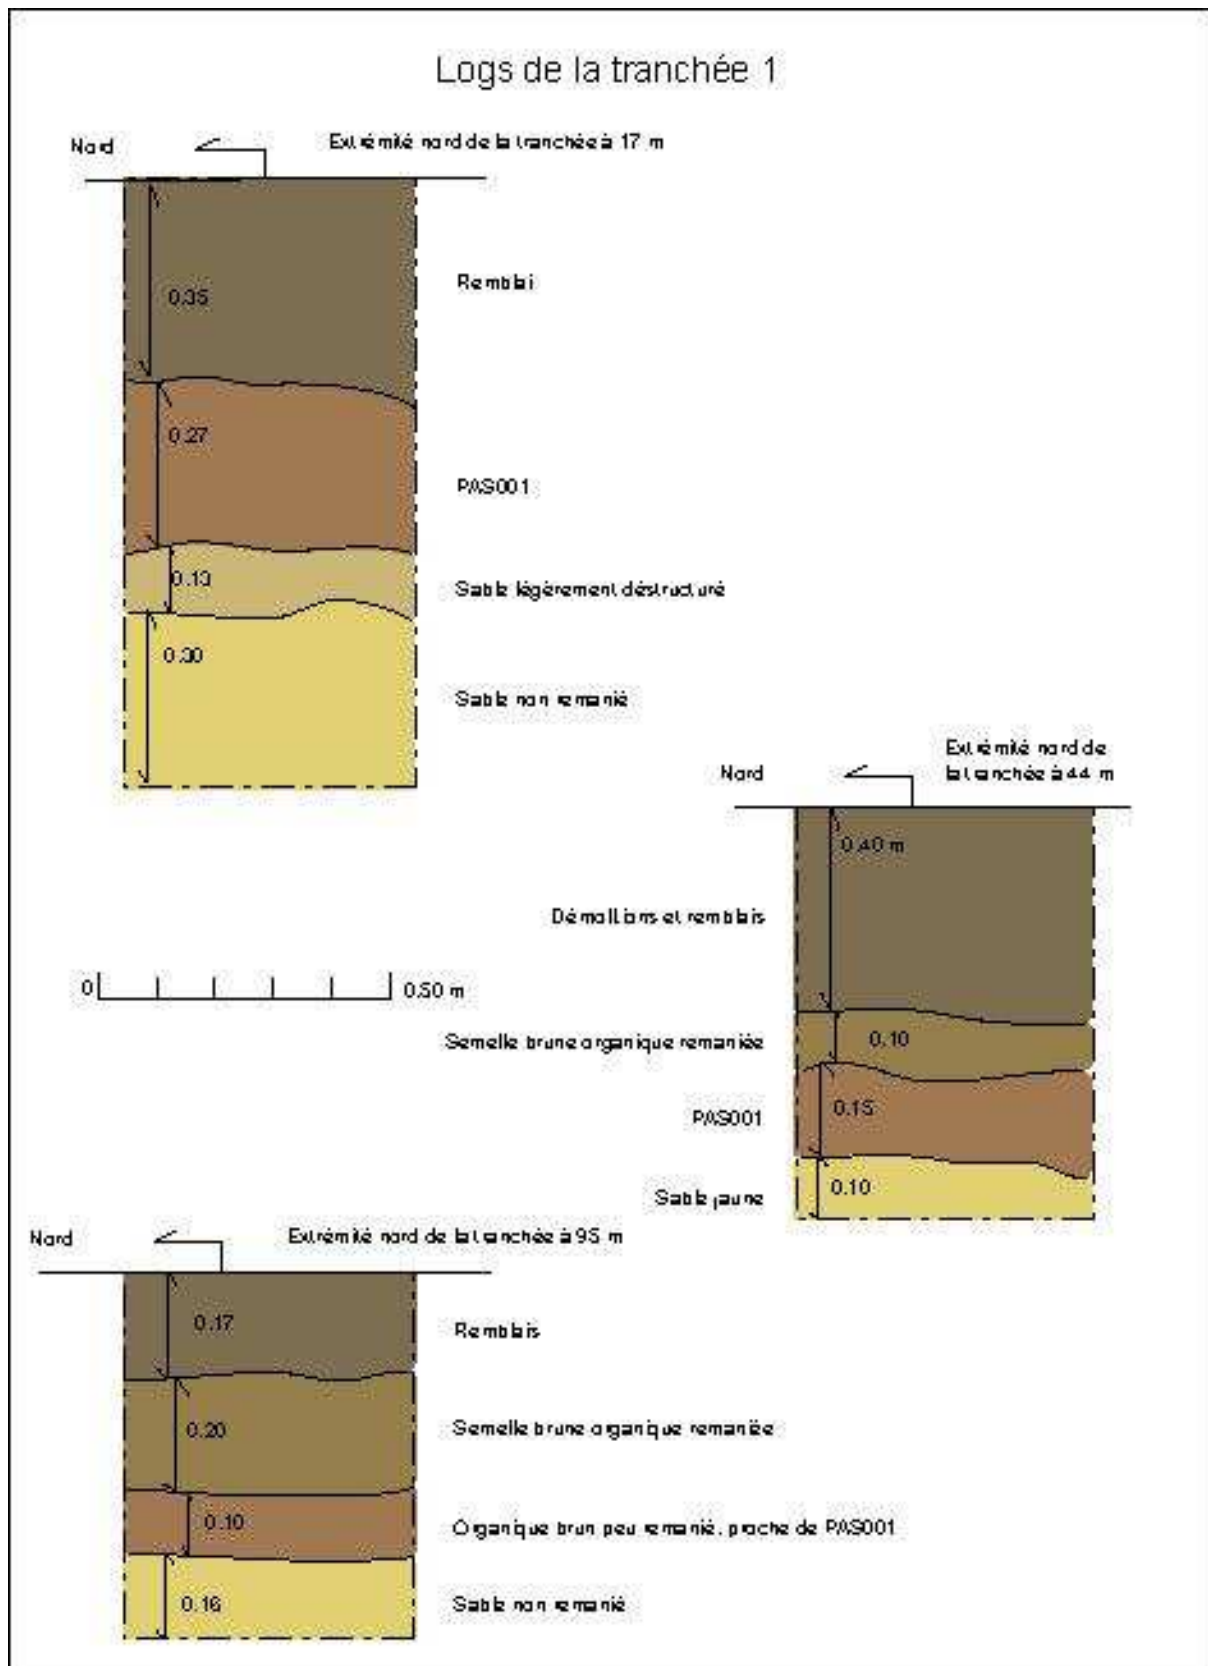 Logs de la tranchée 1
Nord
Extrémité nord de la tranchée à 17 m
0.35
Remblai
0.27
PAS001
0.13
Sable légèrement déstructuré
0.30
Sable non remanié
Nord
Extrémité nord de
la tranchée à 44 m
0.40 m
Démolitions et remblais
0
0.50 m
Semelle brune organique remaniée
0.10
PAS001
0.15
Sable jaune
0.10
Nord
Extrémité nord de la tranchée à 95 m
0.17
Remblais
0.20
Semelle brune organique remaniée
0.10
Organique brun peu remanié, proche de PAS001
0.16
Sable non remanié